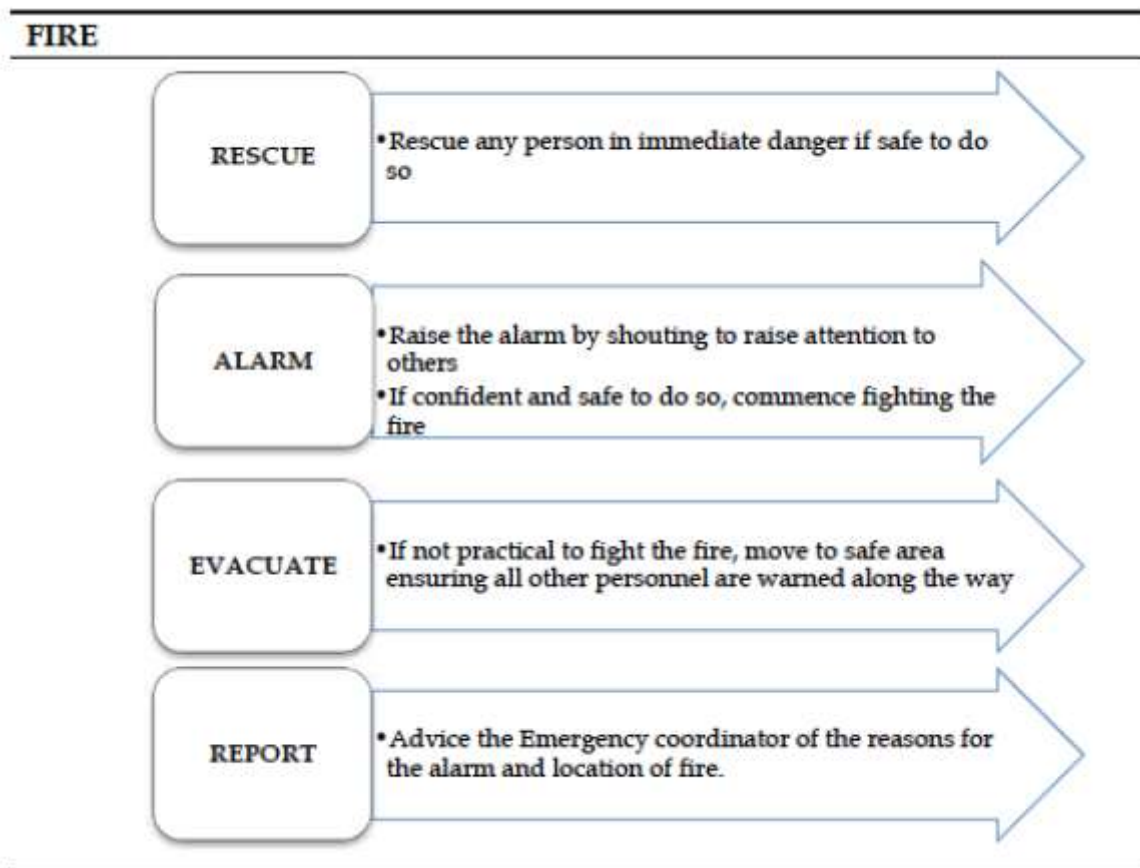 FIRE
RESCUE
•Rescue any person in immediate danger if safe to do
so
ALARM
•Raise the alarm by shouting to raise attention to
others
•If confident and safe to do so, commence fighting the
fire
EVACUATE
•If not practical to fight the fire, move to safe area
ensuring all other personnel are warned along the way
REPORT
•Advice the Emergency coordinator of the reasons for
the alarm and location of fire.